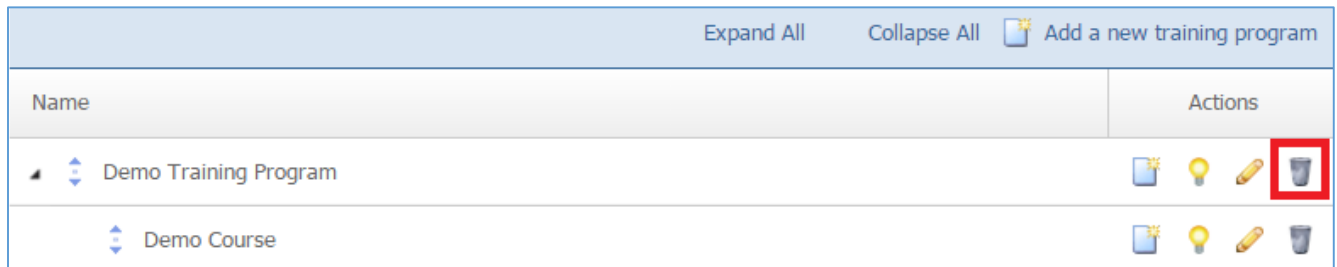 Expand All Collapse All Add a new training program
Name Actions
Demo Training Program
Demo Course